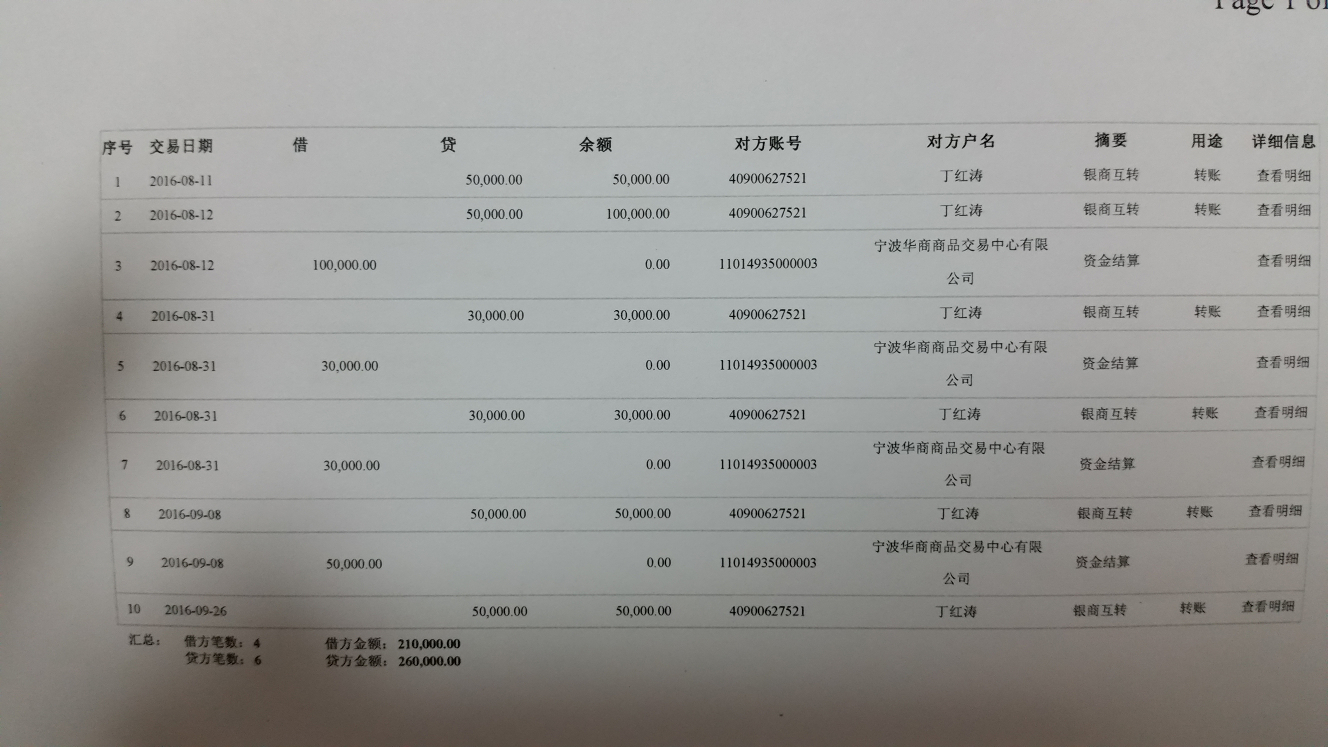 Page 1 of
序号 交易日期 借 贷 余额 对方账号 对方户名 摘要 用途 详细信息
1 2016-08-11 50,000.00 50,000.00 40900627521 丁红涛 银商互转 转账 查看明细
2 2016-08-12 50,000.00 100,000.00 40900627521 丁红涛 银商互转 转账 查看明细
3 2016-08-12 100,000.00 0.00 11014935000003 宁波华商商品交易中心有限 资金结算 查看明细
公司
4 2016-08-31 30,000.00 30,000.00 40900627521 丁红涛 银商互转 转账 查看明细
5 2016-08-31 30,000.00 0.00 11014935000003 宁波华商商品交易中心有限 资金结算 查看明细
公司
6 2016-08-31 30,000.00 30,000.00 40900627521 丁红涛 银商互转 转账 查看明细
7 2016-08-31 30,000.00 0.00 11014935000003 宁波华商商品交易中心有限 资金结算 查看明细
公司
8 2016-09-08 50,000.00 50,000.00 40900627521 丁红涛 银商互转 转账 查看明细
9 2016-09-08 50,000.00 0.00 11014935000003 宁波华商商品交易中心有限 资金结算 查看明细
公司
10 2016-09-26 50,000.00 50,000.00 40900627521 丁红涛 银商互转 转账 查看明细
汇总： 借方笔数：4 借方金额：210,000.00
贷方笔数：6 贷方金额：260,000.00